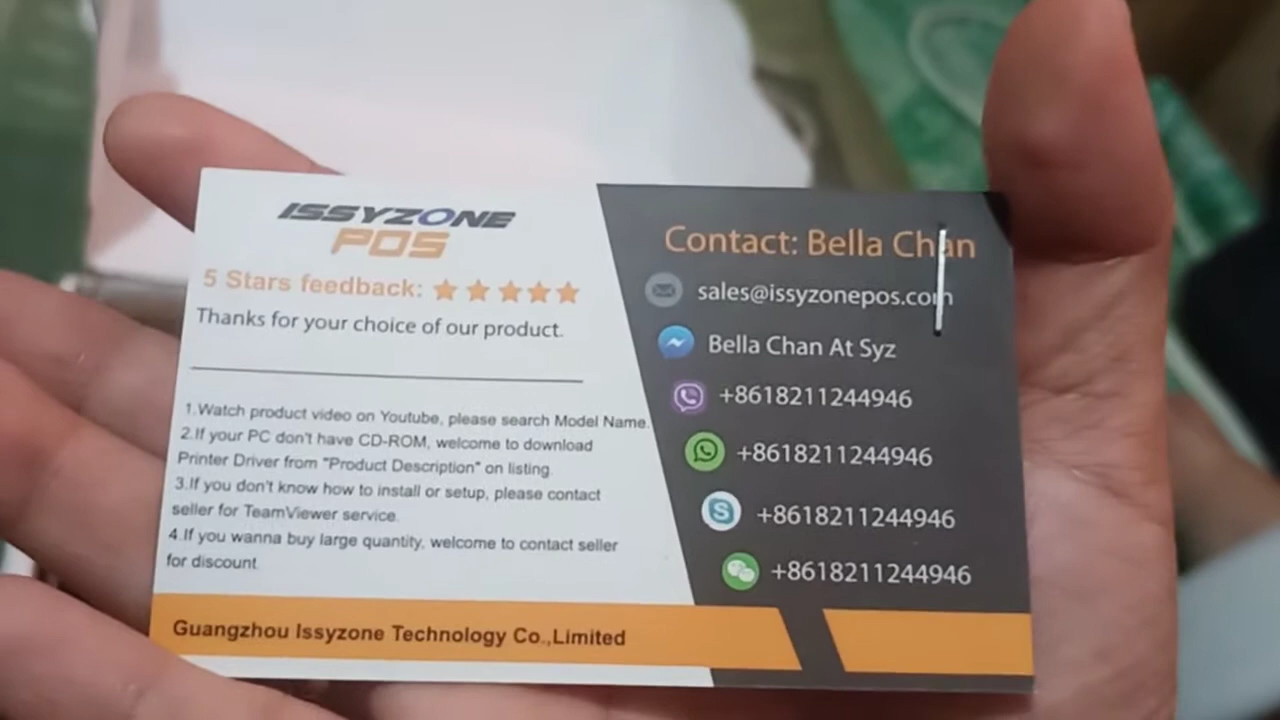 ISSYZONE
POS
5 Stars feedback:
Thanks for your choice of our product.
1.Watch product video on Youtube, please search Model Name.
2.If your PC don't have CD-ROM, welcome to download
Printer Driver from "Product Description" on listing.
3.If you don't know how to install or setup, please contact
seller for TeamViewer service.
4.If you wanna buy large quantity, welcome to contact seller
for discount.
Guangzhou Issyzone Technology Co.,Limited
Contact: Bella Chan
sales@issyzonepos.com
Bella Chan At Syz
+8618211244946
+8618211244946
+8618211244946
+8618211244946